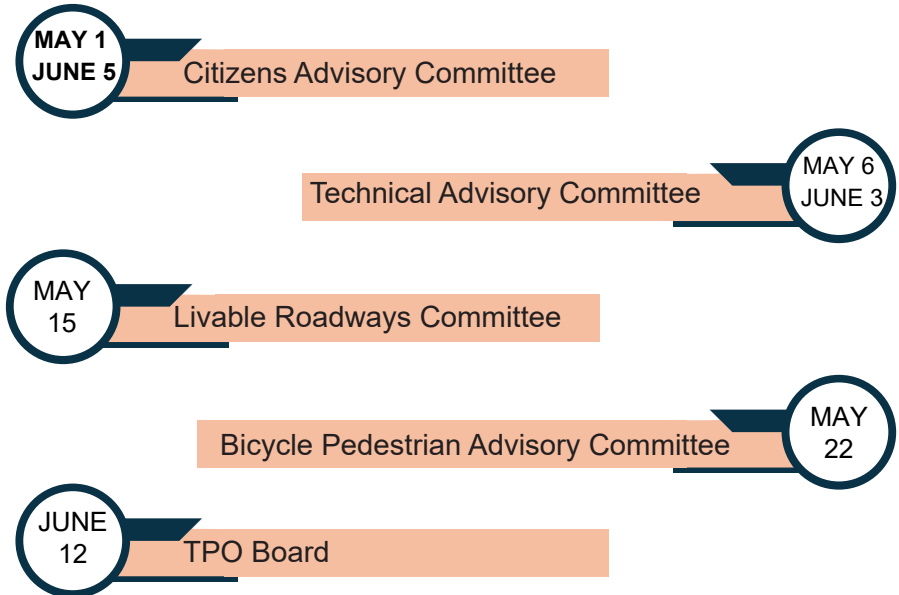 MAY 1
JUNE 5
Citizens Advisory Committee
Technical Advisory Committee
MAY 6
JUNE 3
MAY
15
Livable Roadways Committee
Bicycle Pedestrian Advisory Committee
MAY
22
JUNE
12
TPO Board